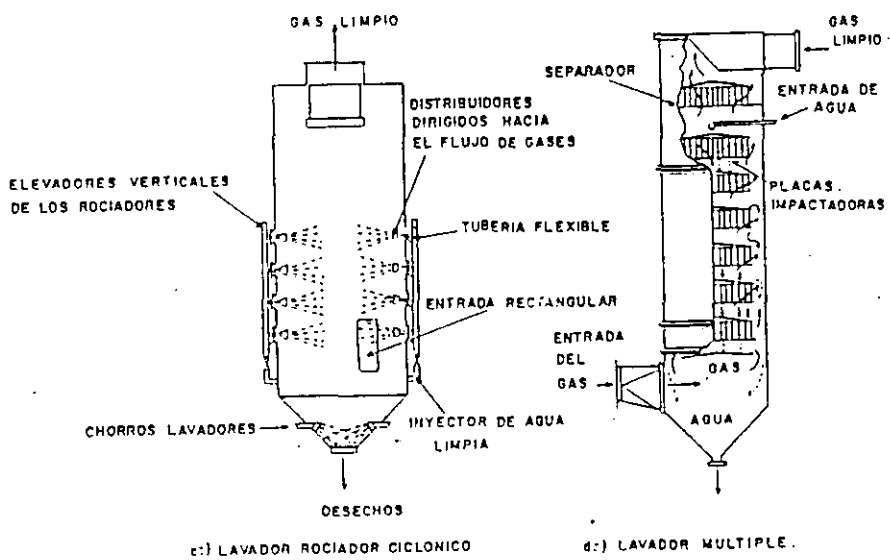 GAS LIMPIO
DISTRIBUIDORES
DIRIGIDOS HACIA
EL FLUJO DE GASES
ELEVADORES VERTICALES
DE LOS ROCIADORES
TUBERIA FLEXIBLE
ENTRADA RECTANGULAR
CHORROS LAVADORES
INYECTOR DE AGUA
LIMPIA
DESECHOS
c:) LAVADOR ROCIADOR CICLONICO
GAS
LIMPIO
SEPARADOR
ENTRADA DE
AGUA
PLACAS.
IMPACTADORAS
ENTRADA
DEL
GAS
GAS
AGUA
d:) LAVADOR MULTIPLE.